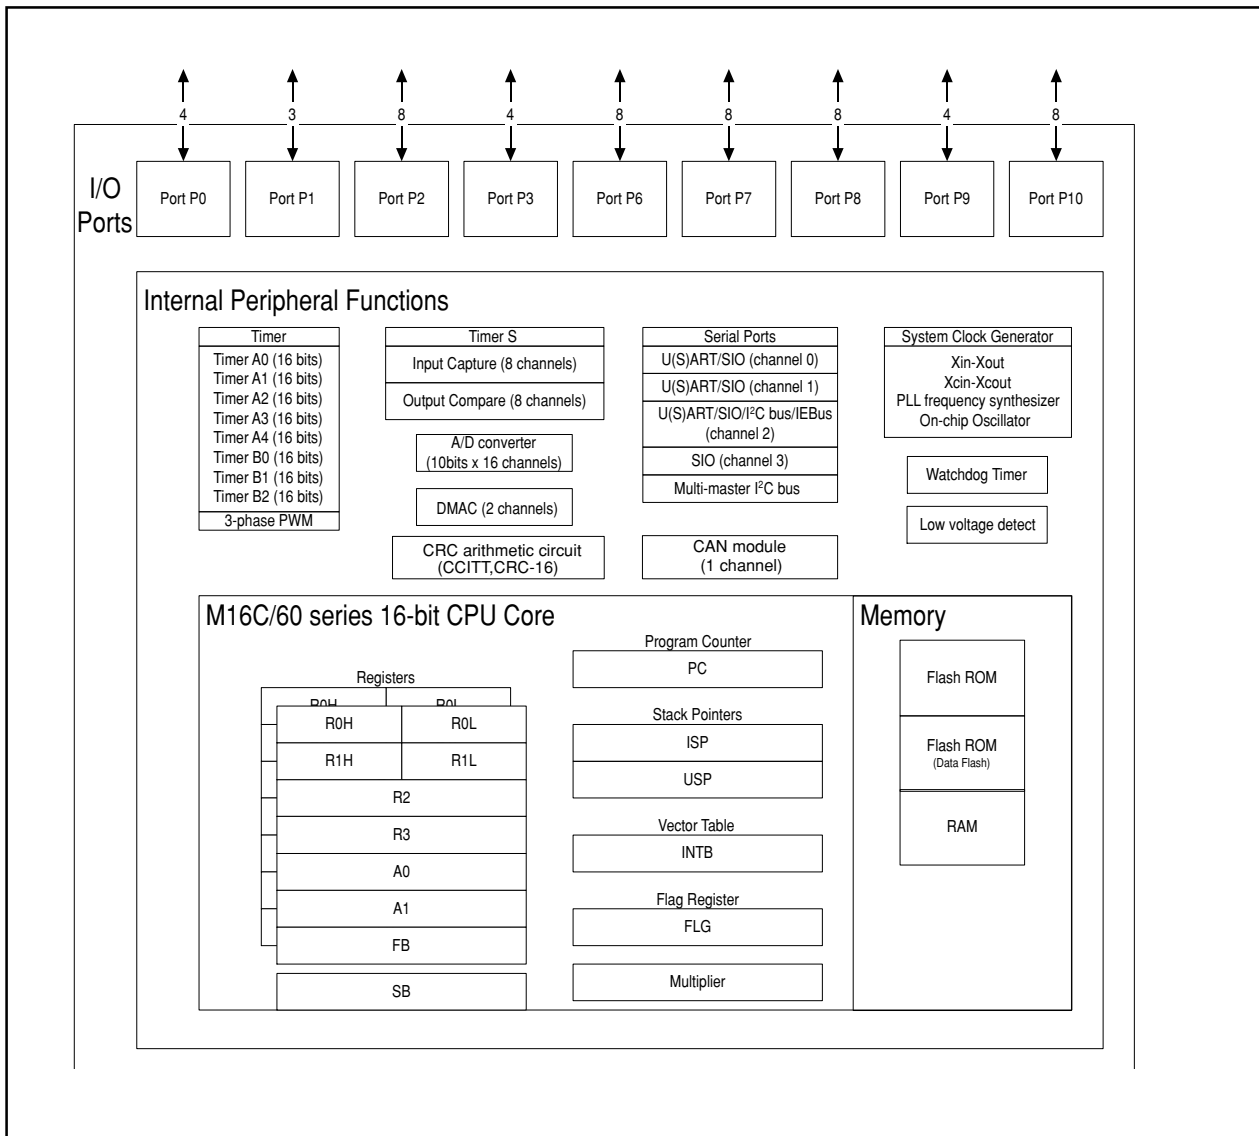 4 3 8 4 8 8 8 4 8
I/O
Ports
Port P0 Port P1 Port P2 Port P3 Port P6 Port P7 Port P8 Port P9 Port P10
Internal Peripheral Functions
Timer
Timer A0 (16 bits)
Timer A1 (16 bits)
Timer A2 (16 bits)
Timer A3 (16 bits)
Timer A4 (16 bits)
Timer B0 (16 bits)
Timer B1 (16 bits)
Timer B2 (16 bits)
3-phase PWM
Timer S
Input Capture (8 channels)
Output Compare (8 channels)
A/D converter
(10bits x 16 channels)
DMAC (2 channels)
CRC arithmetic circuit
(CCITT,CRC-16)
Serial Ports
U(S)ART/SIO (channel 0)
U(S)ART/SIO (channel 1)
U(S)ART/SIO/I²C bus/IEBus
(channel 2)
SIO (channel 3)
Multi-master I²C bus
CAN module
(1 channel)
System Clock Generator
Xin-Xout
Xcin-Xcout
PLL frequency synthesizer
On-chip Oscillator
Watchdog Timer
Low voltage detect
M16C/60 series 16-bit CPU Core
Registers
R0H R0L
R0H R0L
R1H R1L
R2
R3
A0
A1
FB
SB
Program Counter
PC
Stack Pointers
ISP
USP
Vector Table
INTB
Flag Register
FLG
Multiplier
Memory
Flash ROM
Flash ROM
(Data Flash)
RAM